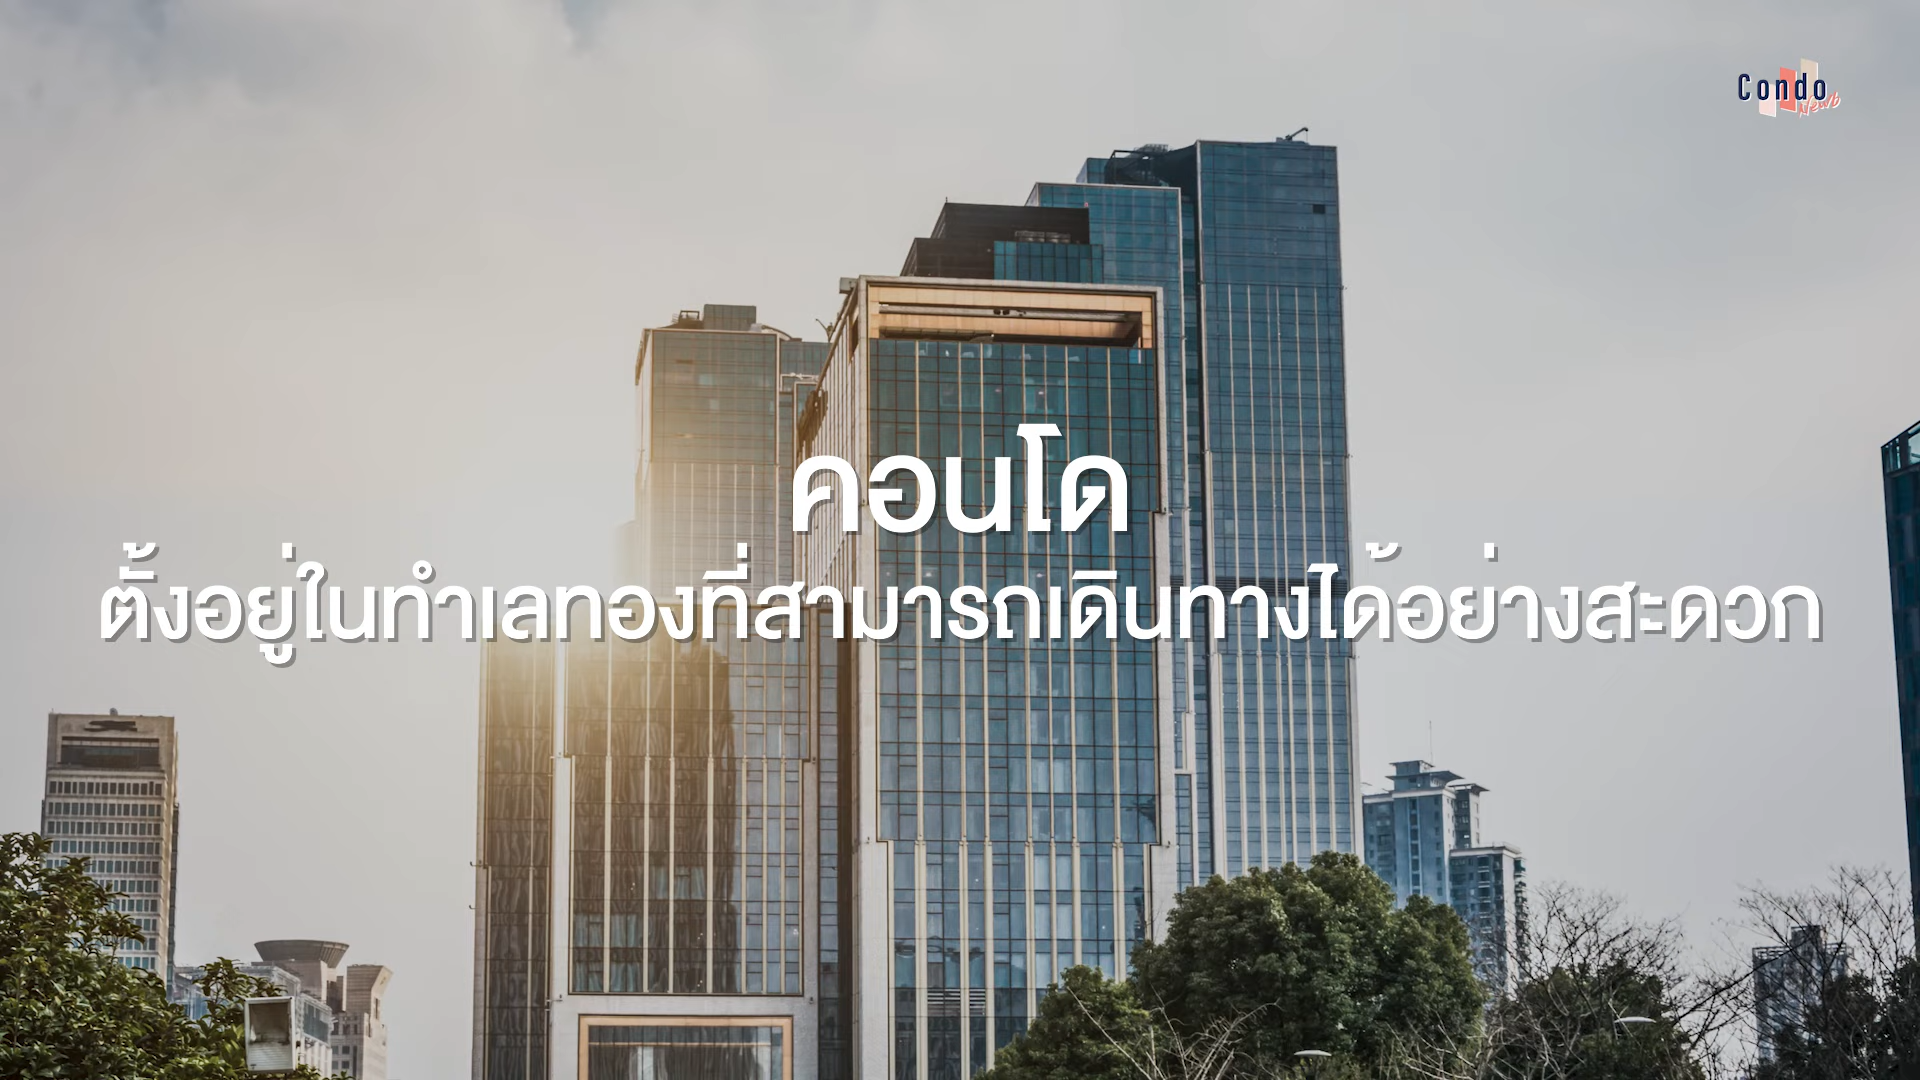 Condo
News
คอนโด
ตั้งอยู่ในทำเลทองที่สามารถเดินทางได้อย่างสะดวก